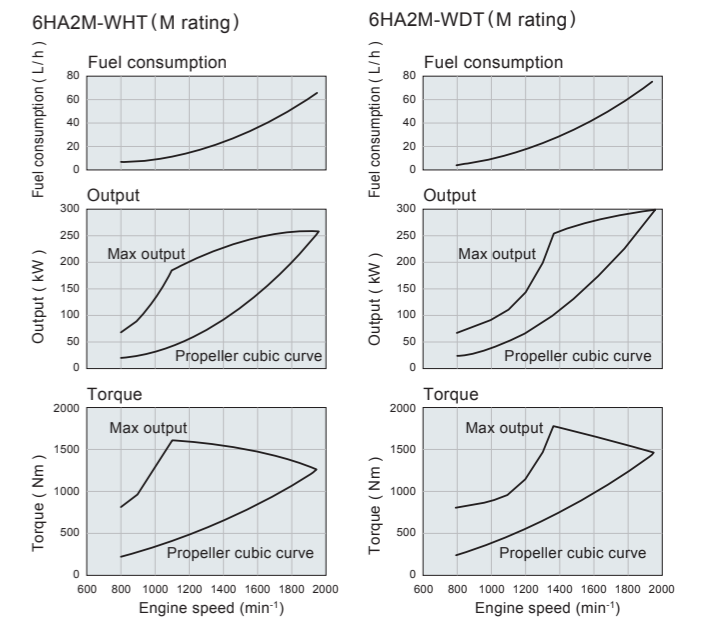 6HA2M-WHT (M rating)
Fuel consumption
Fuel consumption ( L / h )
80
60
40
20
0
Output
Output ( kW )
300
250
200
150
100
50
0
Max output
Propeller cubic curve
Torque
Torque ( Nm )
2000
1500
1000
500
0
Max output
Propeller cubic curve
600 800 1000 1200 1400 1600 1800 2000
Engine speed (min-1)
6HA2M-WDT (M rating)
Fuel consumption
Fuel consumption ( L / h )
80
60
40
20
0
Output
Output ( kW )
300
250
200
150
100
50
0
Max output
Propeller cubic curve
Torque
Torque ( Nm )
2000
1500
1000
500
0
Max output
Propeller cubic curve
600 800 1000 1200 1400 1600 1800 2000
Engine speed (min-1)